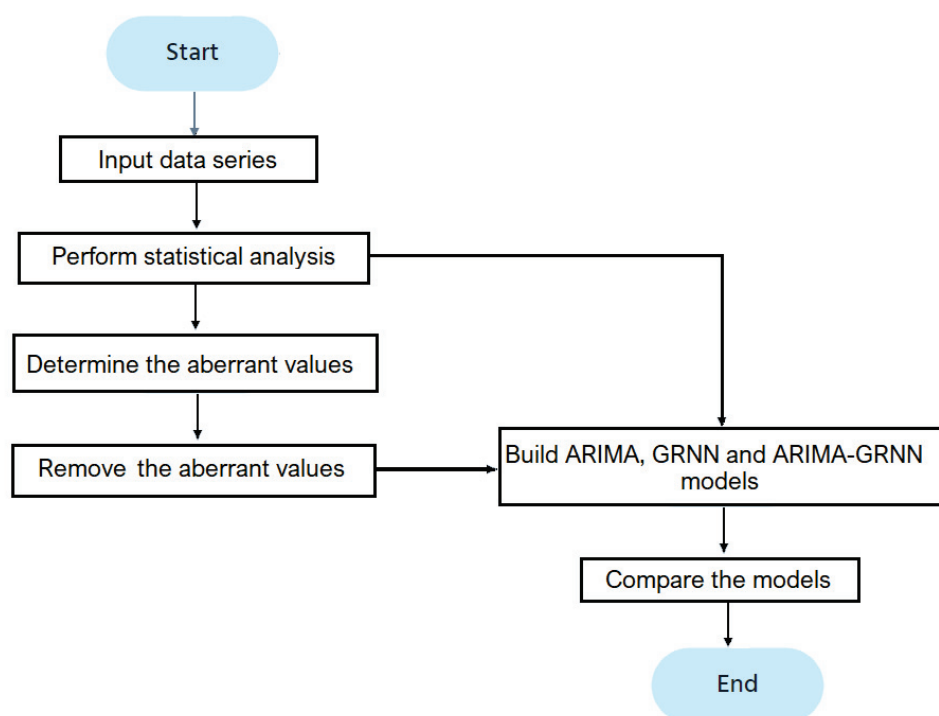 Start
Input data series
Perform statistical analysis
Determine the aberrant values
Remove the aberrant values
Build ARIMA, GRNN and ARIMA-GRNN
models
Compare the models
End